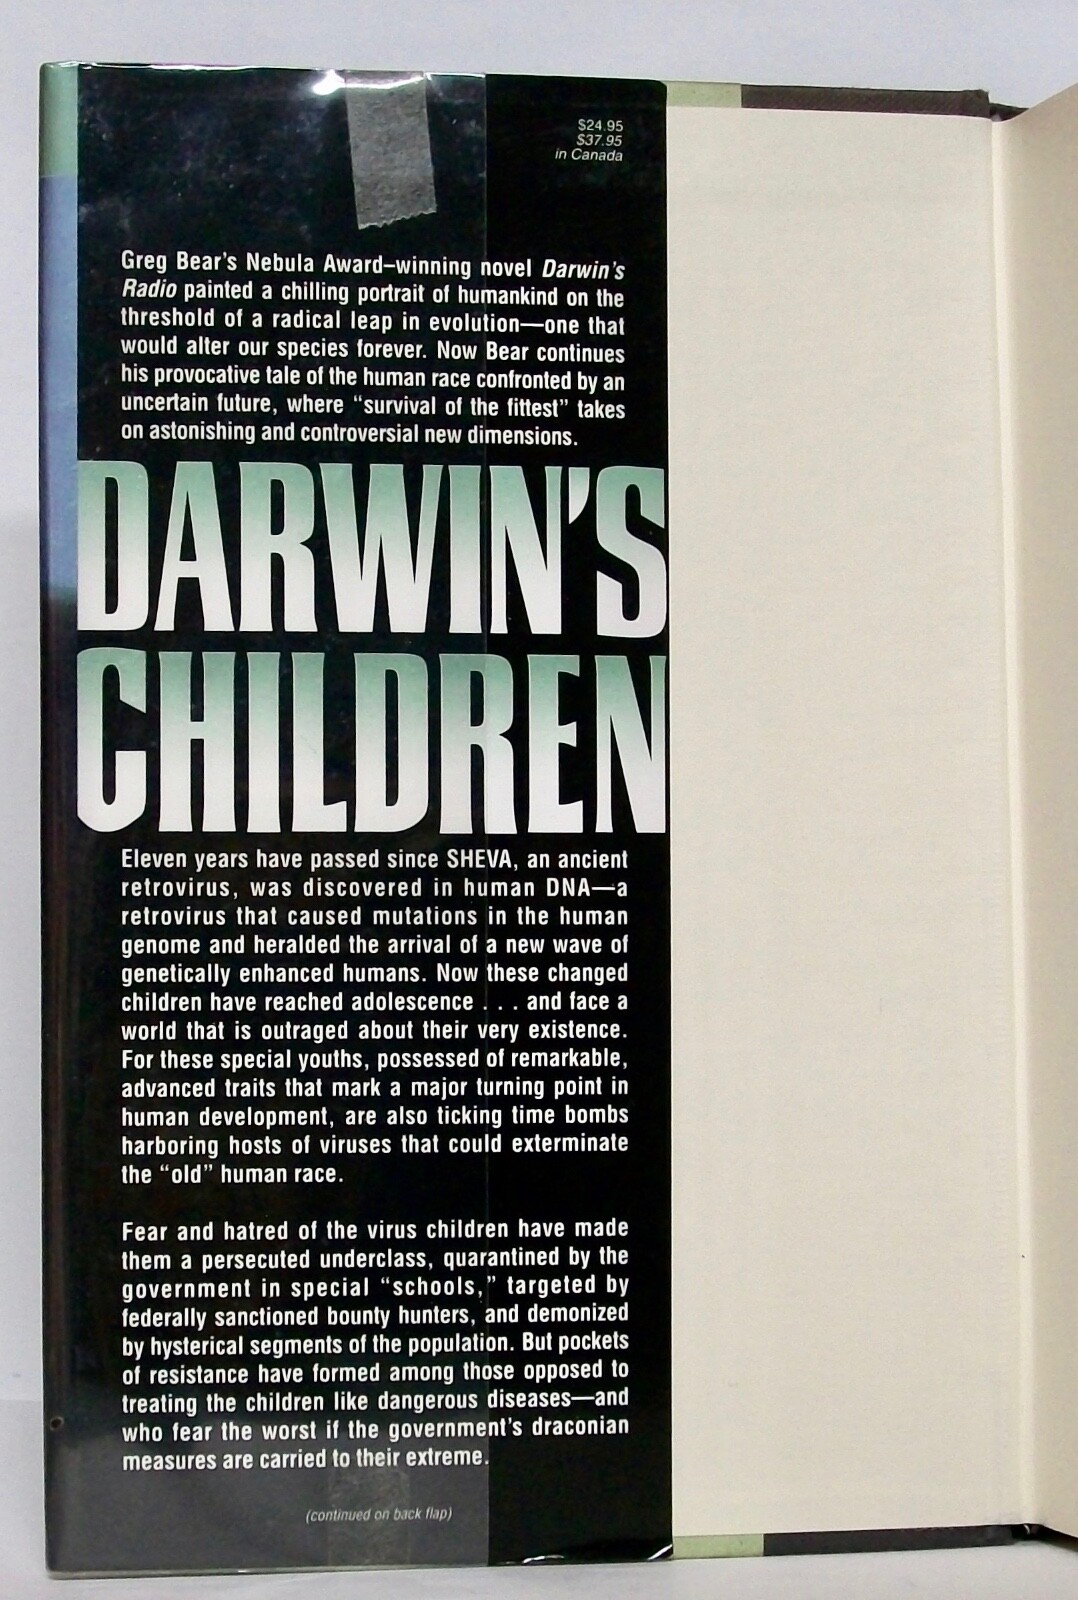 $24.95
$37.95
in Canada
Greg Bear's Nebula Award–winning novel Darwin's
Radio painted a chilling portrait of humankind on the
threshold of a radical leap in evolution—one that
would alter our species forever. Now Bear continues
his provocative tale of the human race confronted by an
uncertain future, where “survival of the fittest” takes
on astonishing and controversial new dimensions.
DARWIN'S
CHILDREN
Eleven years have passed since SHEVA, an ancient
retrovirus, was discovered in human DNA—a
retrovirus that caused mutations in the human
genome and heralded the arrival of a new wave of
genetically enhanced humans. Now these changed
children have reached adolescence . . . and face a
world that is outraged about their very existence.
For these special youths, possessed of remarkable,
advanced traits that mark a major turning point in
human development, are also ticking time bombs
harboring hosts of viruses that could exterminate
the “old” human race.
Fear and hatred of the virus children have made
them a persecuted underclass, quarantined by the
government in special “schools,” targeted by
federally sanctioned bounty hunters, and demonized
by hysterical segments of the population. But pockets
of resistance have formed among those opposed to
treating the children like dangerous diseases—and
who fear the worst if the government's draconian
measures are carried to their extreme.
(continued on back flap)